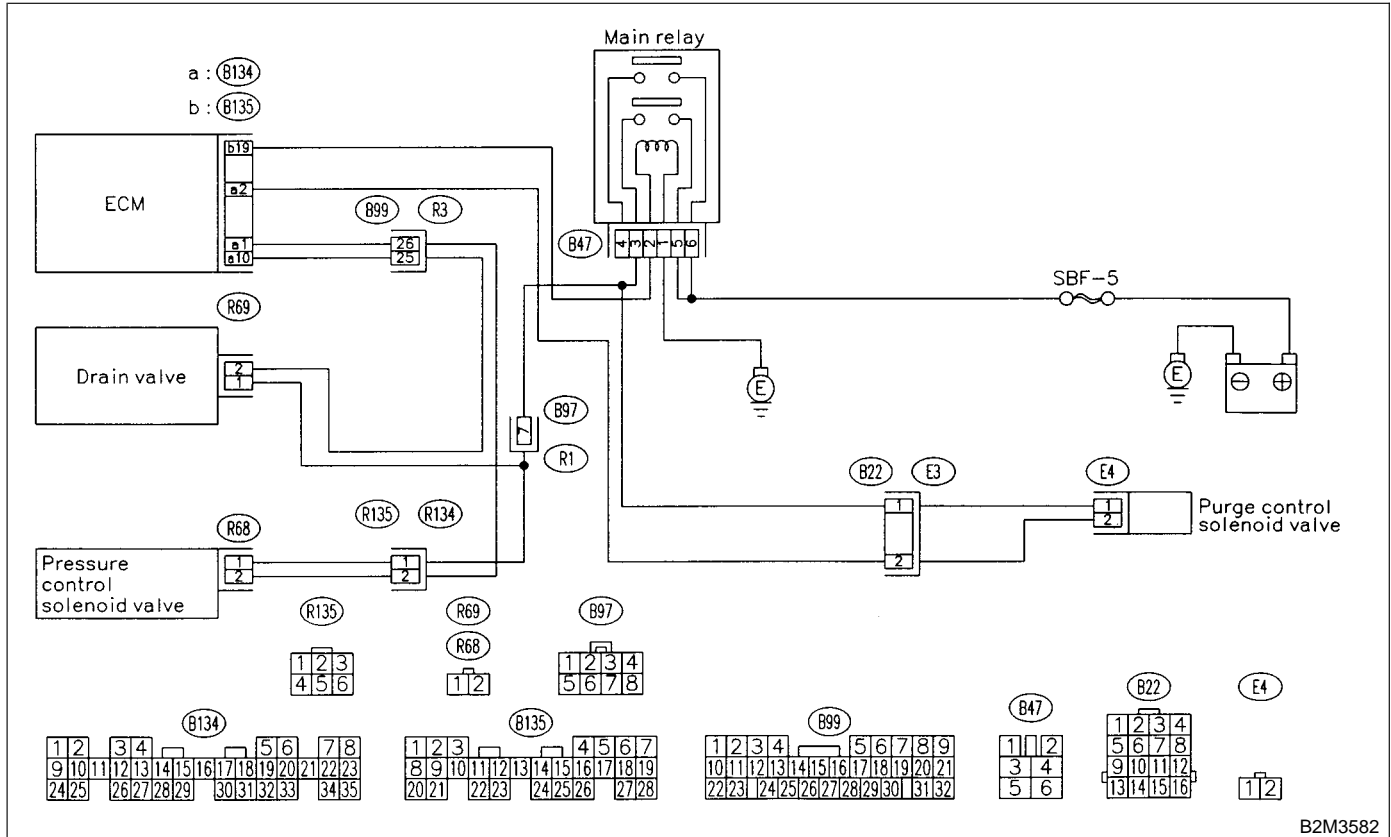 Main relay
a : B134
b : B135
ECM
b19
a2
a1
a10
B99 R3
26
25
B47
4 3 2 1 5 6
SBF-5
R69
Drain valve
2
1
E
E
⊖ ⊕
B97
7
R1
B22 E3 E4
1
2
1
2
Purge control
solenoid valve
R68
R135 R134
Pressure
control
solenoid valve
1
2
1
2
R135
1 2 3
4 5 6
R69
R68
1 2
B97
1 2 3 4
5 6 7 8
B134
1 2 3 4 5 6 7 8
9 10 11 12 13 14 15 16 17 18 19 20 21 22 23
24 25 26 27 28 29 30 31 32 33 34 35
B135
1 2 3 4 5 6 7
8 9 10 11 12 13 14 15 16 17 18 19
20 21 22 23 24 25 26 27 28
B99
1 2 3 4 5 6 7 8 9
10 11 12 13 14 15 16 17 18 19 20 21
22 23 24 25 26 27 28 29 30 31 32
B47
1 2
3 4
5 6
B22
1 2 3 4
5 6 7 8
9 10 11 12
13 14 15 16
E4
1 2
B2M3582